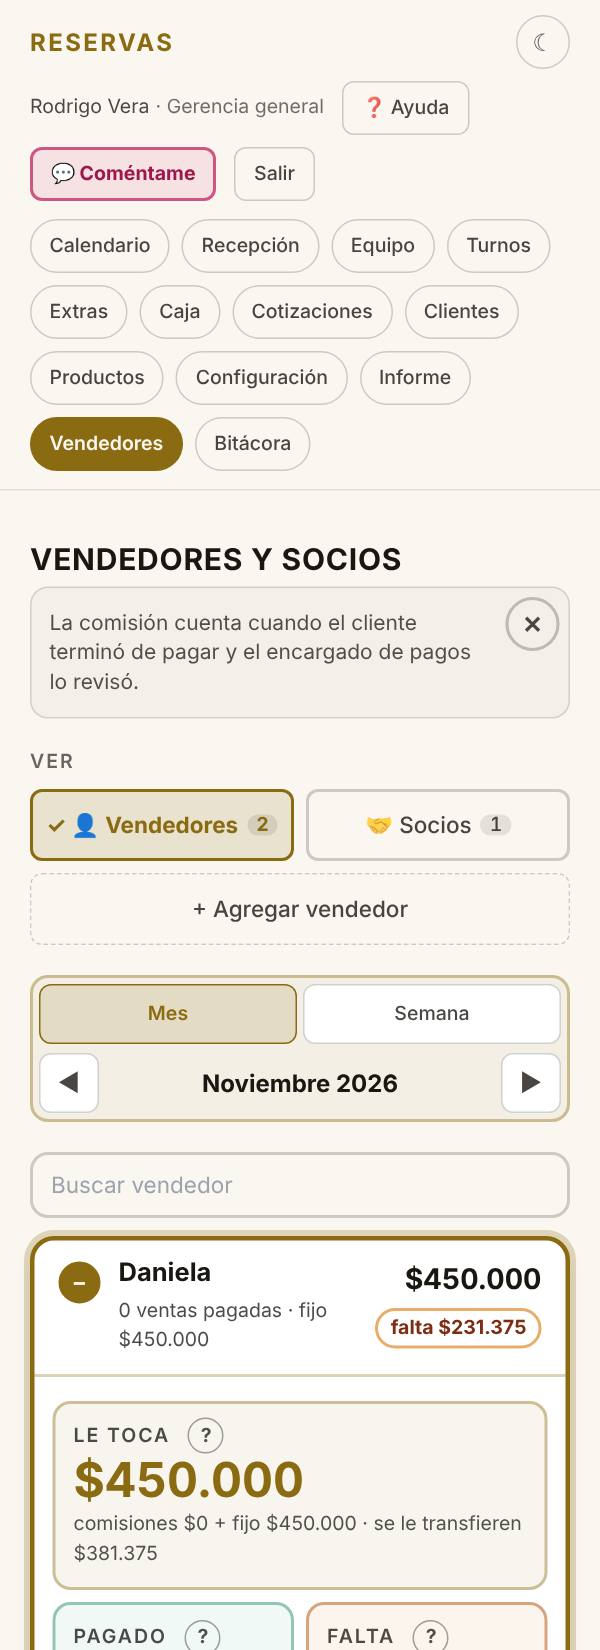 RESERVAS
☾
Rodrigo Vera · Gerencia general
❓ Ayuda
💬 Coméntame
Salir
Calendario
Recepción
Equipo
Turnos
Extras
Caja
Cotizaciones
Clientes
Productos
Configuración
Informe
Vendedores
Bitácora
VENDEDORES Y SOCIOS
La comisión cuenta cuando el cliente
terminó de pagar y el encargado de pagos
lo revisó.
✕
VER
✓ 👤 Vendedores 2
🤝 Socios 1
+ Agregar vendedor
Mes
Semana
◀ Noviembre 2026 ▶
Buscar vendedor
– Daniela
$450.000
0 ventas pagadas · fijo
$450.000
falta $231.375
LE TOCA ?
$450.000
comisiones $0 + fijo $450.000 · se le transfieren
$381.375
PAGADO ?
FALTA ?